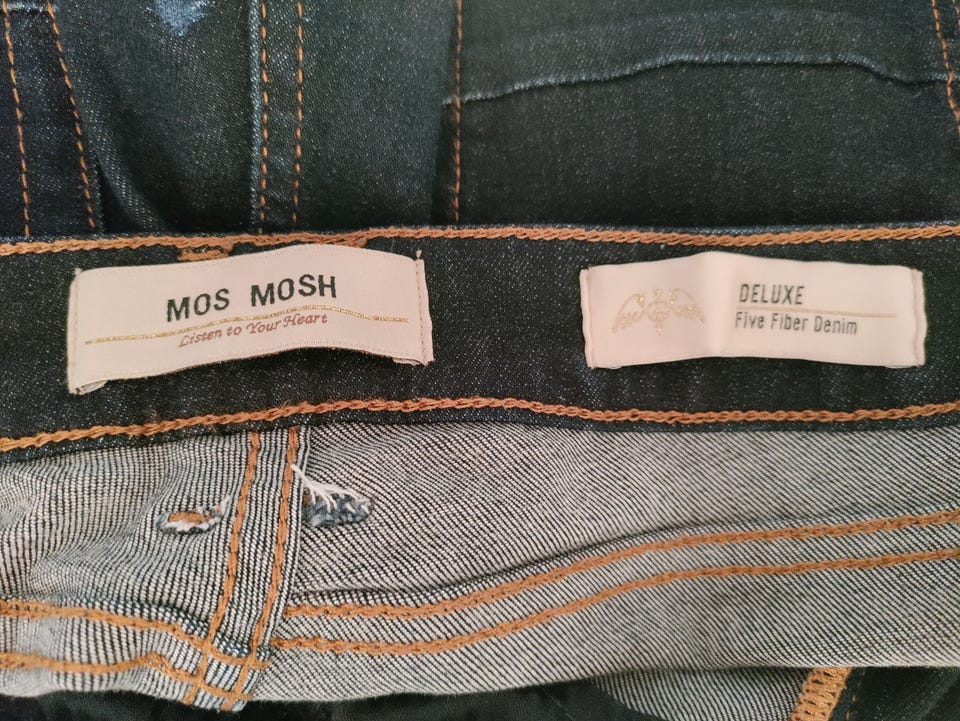 MOS MOSH
Listen to Your Heart
DELUXE
Five Fiber Denim